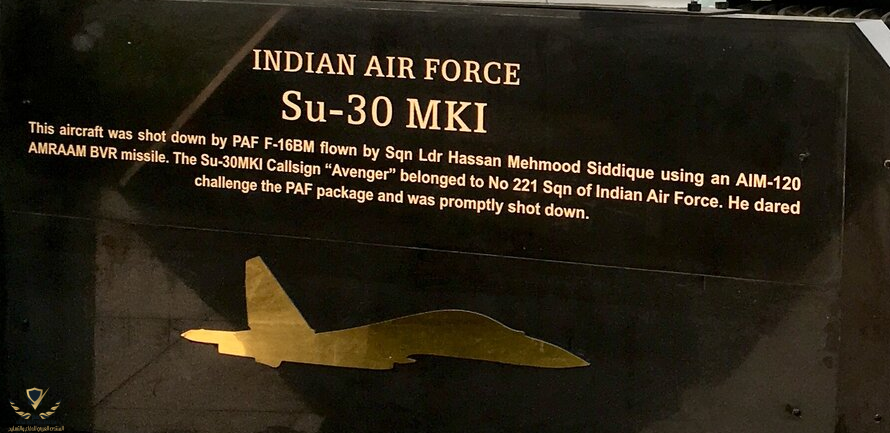 INDIAN AIR FORCE
Su-30 MKI
This aircraft was shot down by PAF F-16BM flown by Sqn Ldr Hassan Mehmood Siddique using an AIM-120
AMRAAM BVR missile. The Su-30MKI Callsign “Avenger” belonged to No 221 Sqn of Indian Air Force. He dared
challenge the PAF package and was promptly shot down.